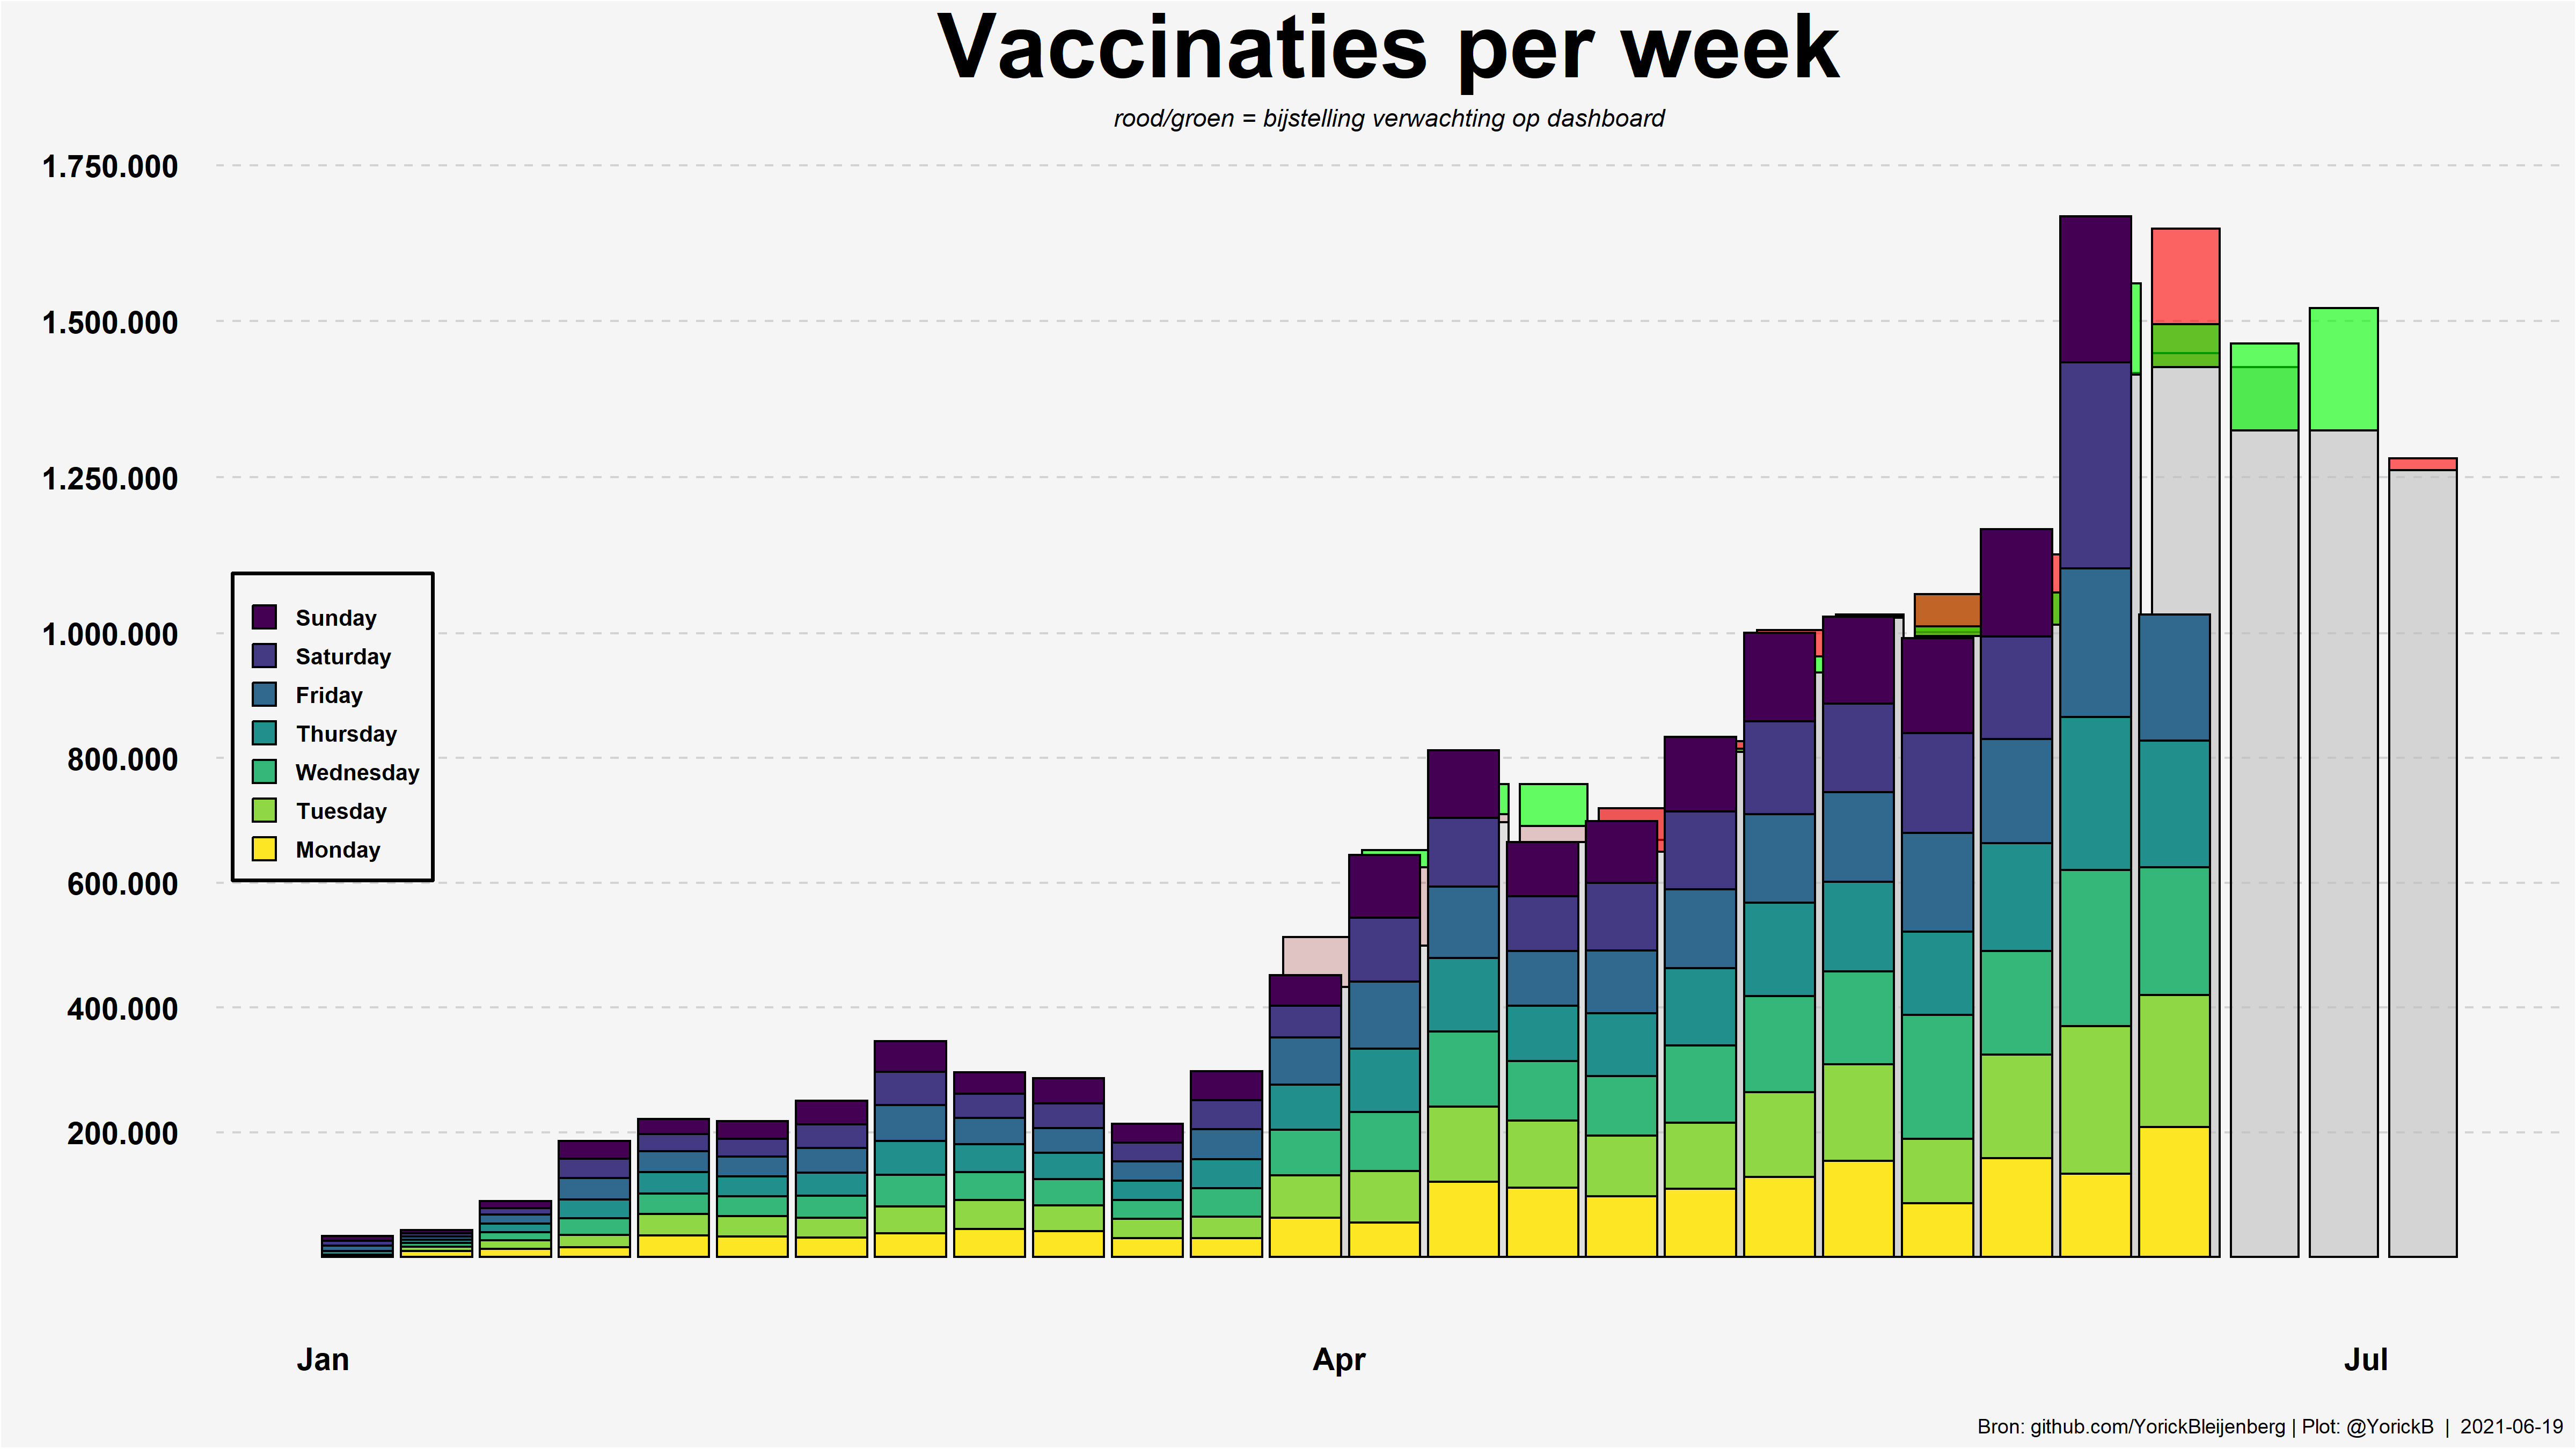 Vaccinaties per week
rood/groen = bijstelling verwachting op dashboard
1.750.000
1.500.000
1.250.000
1.000.000
800.000
600.000
400.000
200.000
Sunday
Saturday
Friday
Thursday
Wednesday
Tuesday
Monday
Jan
Apr
Jul
Bron: github.com/YorickBleijenberg | Plot: @YorickB | 2021-06-19